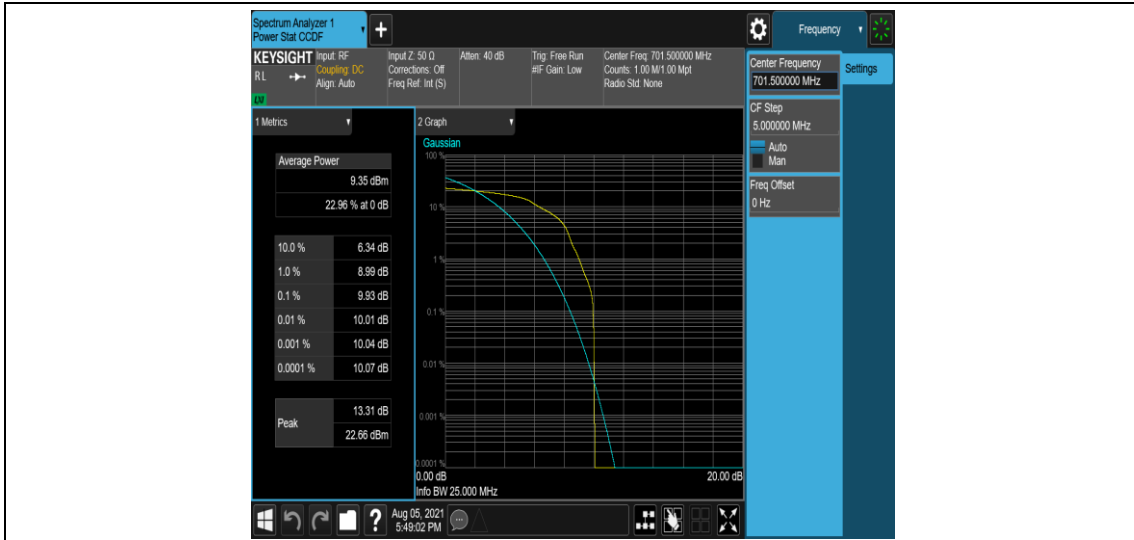 Spectrum Analyzer 1
Power Stat CCDF
+
Frequency
KEYSIGHT
RL
LXI
Input: RF
Coupling: DC
Align: Auto
Input Z: 50 Ω
Corrections: Off
Freq Ref: Int (S)
Atten: 40 dB
Trig: Free Run
#IF Gain: Low
Center Freq: 701.500000 MHz
Counts: 1.00 M/1.00 Mpt
Radio Std: None
Center Frequency
701.500000 MHz
Settings
CF Step
5.000000 MHz
Auto
Man
Freq Offset
0 Hz
1 Metrics
Average Power
9.35 dBm
22.96 % at 0 dB
10.0 % 6.34 dB
1.0 % 8.99 dB
0.1 % 9.93 dB
0.01 % 10.01 dB
0.001 % 10.04 dB
0.0001 % 10.07 dB
Peak
13.31 dB
22.66 dBm
2 Graph
Gaussian
100 %
10 %
1 %
0.1 %
0.01 %
0.001 %
0.0001 %
0.00 dB 20.00 dB
Info BW 25.000 MHz
?
Aug 05, 2021
5:49:02 PM